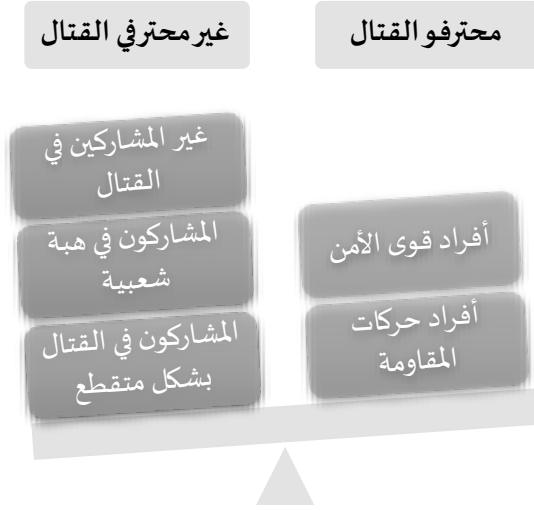 محترفو القتال
غير محترفي القتال
أفراد قوى الأمن
أفراد حركات
المقاومة
غير المشاركين في
القتال
المشاركون في هبة
شعبية
المشاركون في القتال
بشكل متقطع